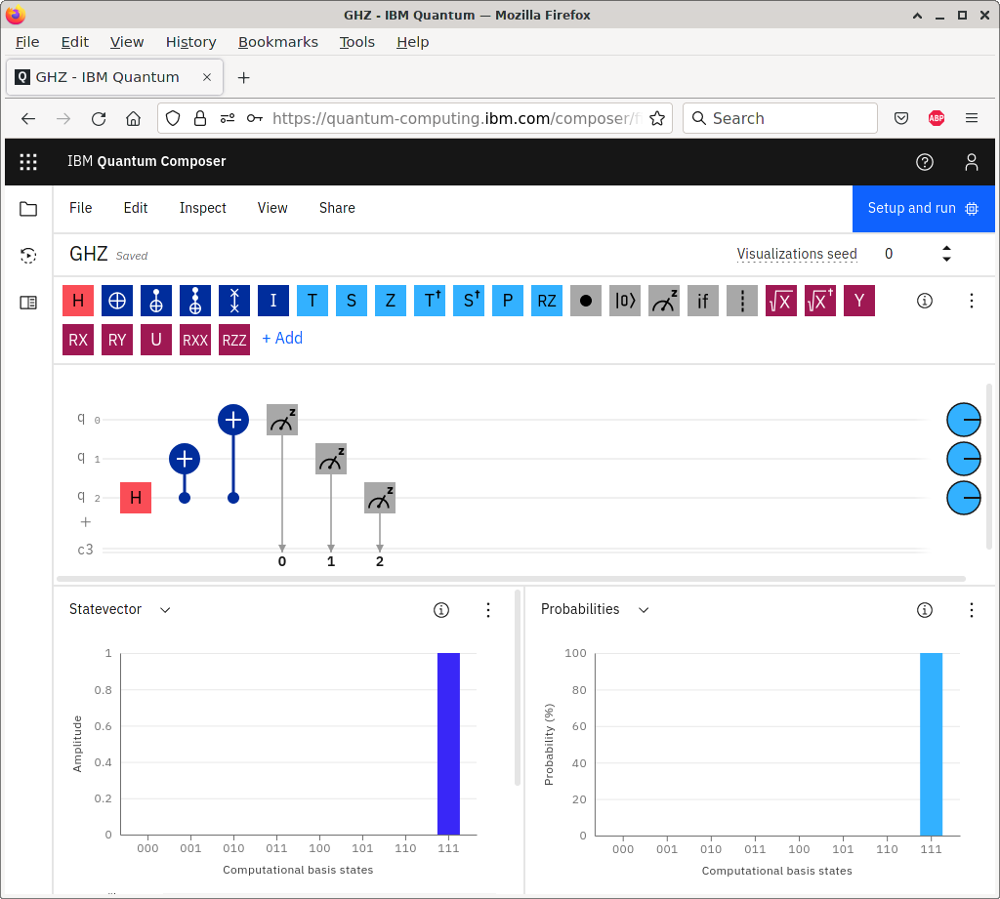 GHZ - IBM Quantum — Mozilla Firefox
File Edit View History Bookmarks Tools Help
Q GHZ - IBM Quantum
https://quantum-computing.ibm.com/composer/f Search ABP
IBM Quantum Composer
File Edit Inspect View Share Setup and run
GHZ Saved Visualizations seed 0
H I T S Z T† S† P RZ |0⟩ z if √X √X† Y
RX RY U RXX RZZ + Add
q 0 z
q 1 z
q 2 H z
+
c3
0 1 2
Statevector
1
0.8
0.6
0.4
0.2
0
Amplitude
000 001 010 011 100 101 110 111
Computational basis states
Probabilities
100
80
60
40
20
0
Probability (%)
000 001 010 011 100 101 110 111
Computational basis states